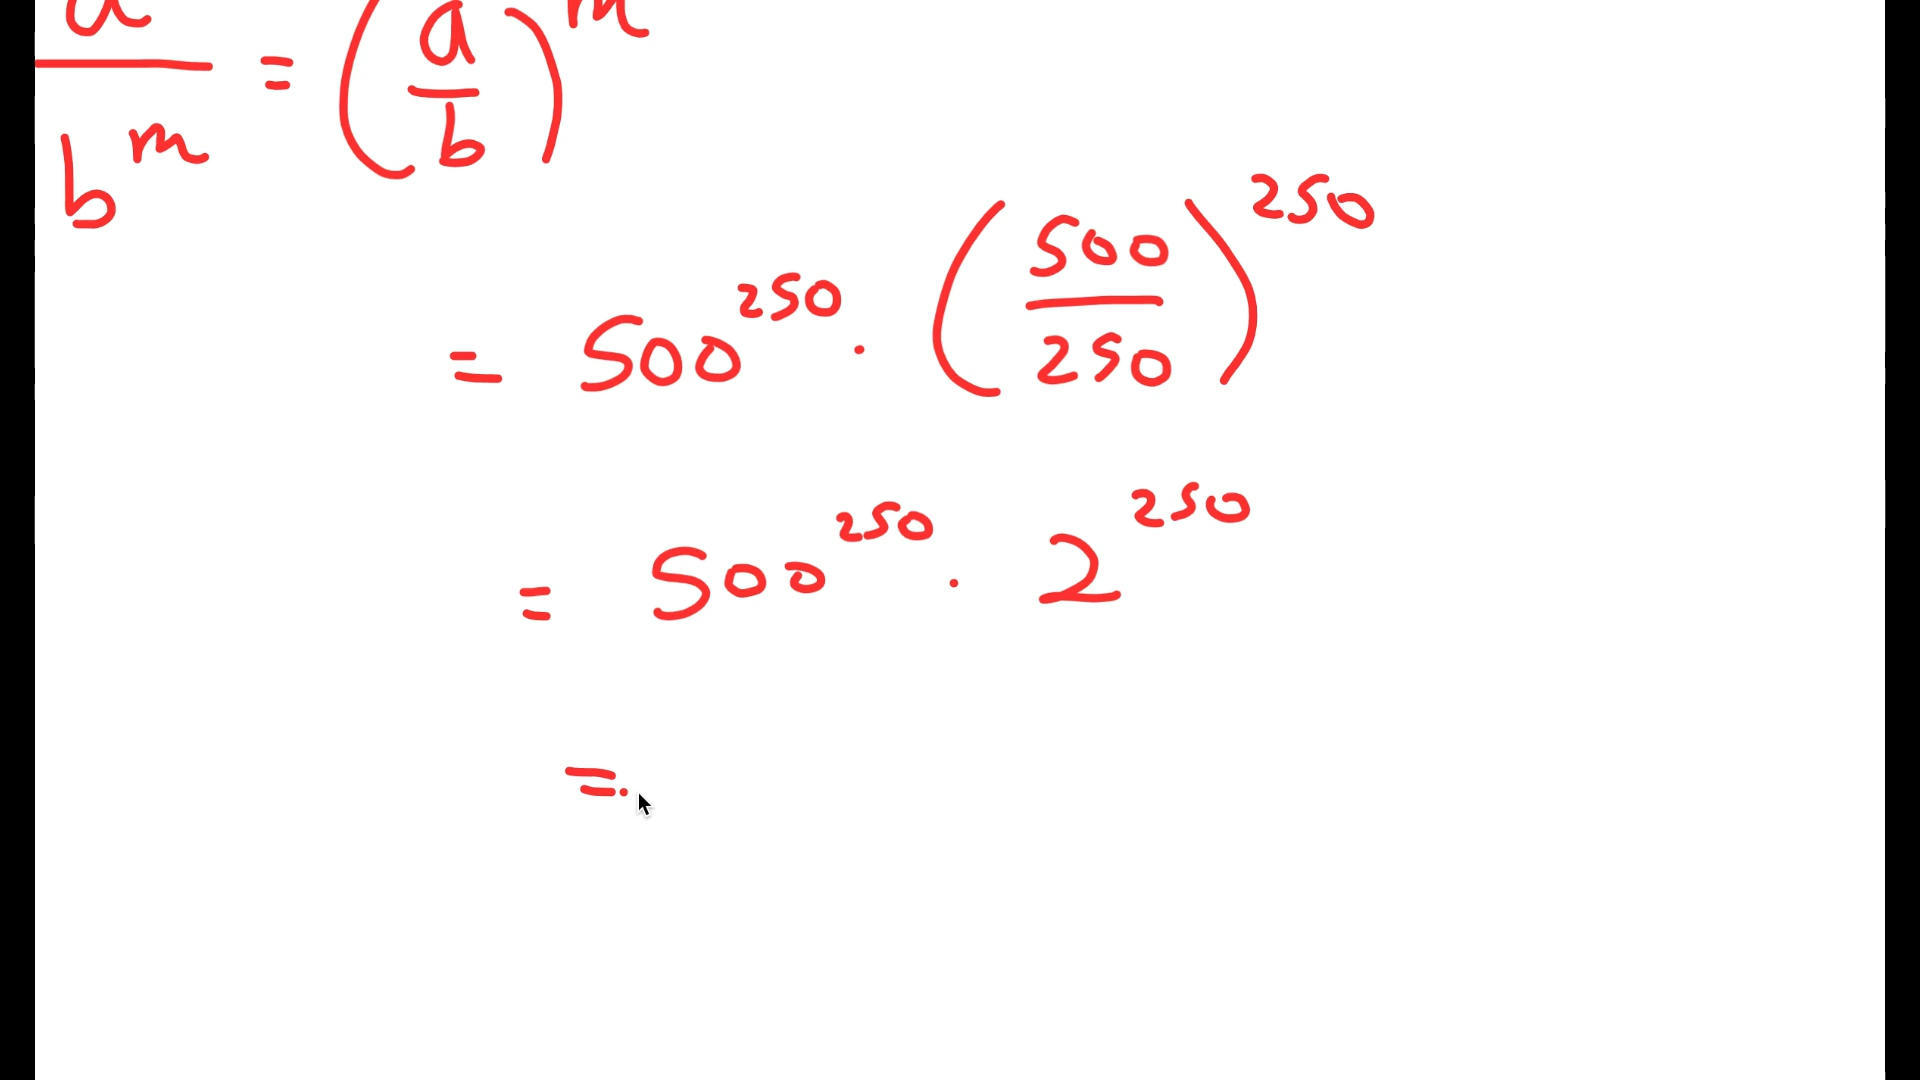 a/b^m = (a/b)^m
= 500^250 · (500/250)^250
= 500^250 · 2^250
=.